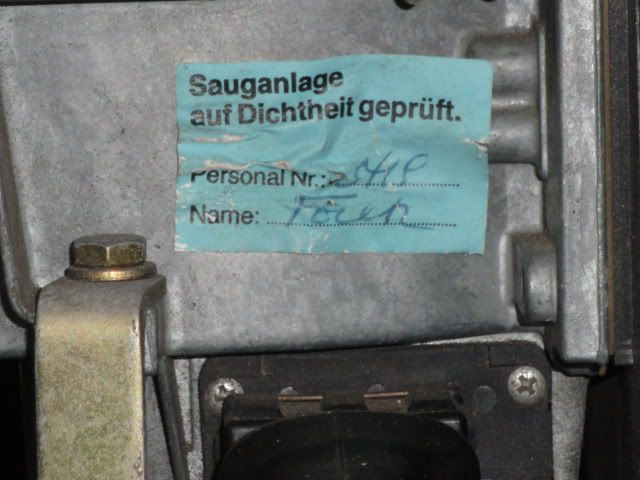 Sauganlage
auf Dichtheit geprüft.
Personal Nr.:
Name: